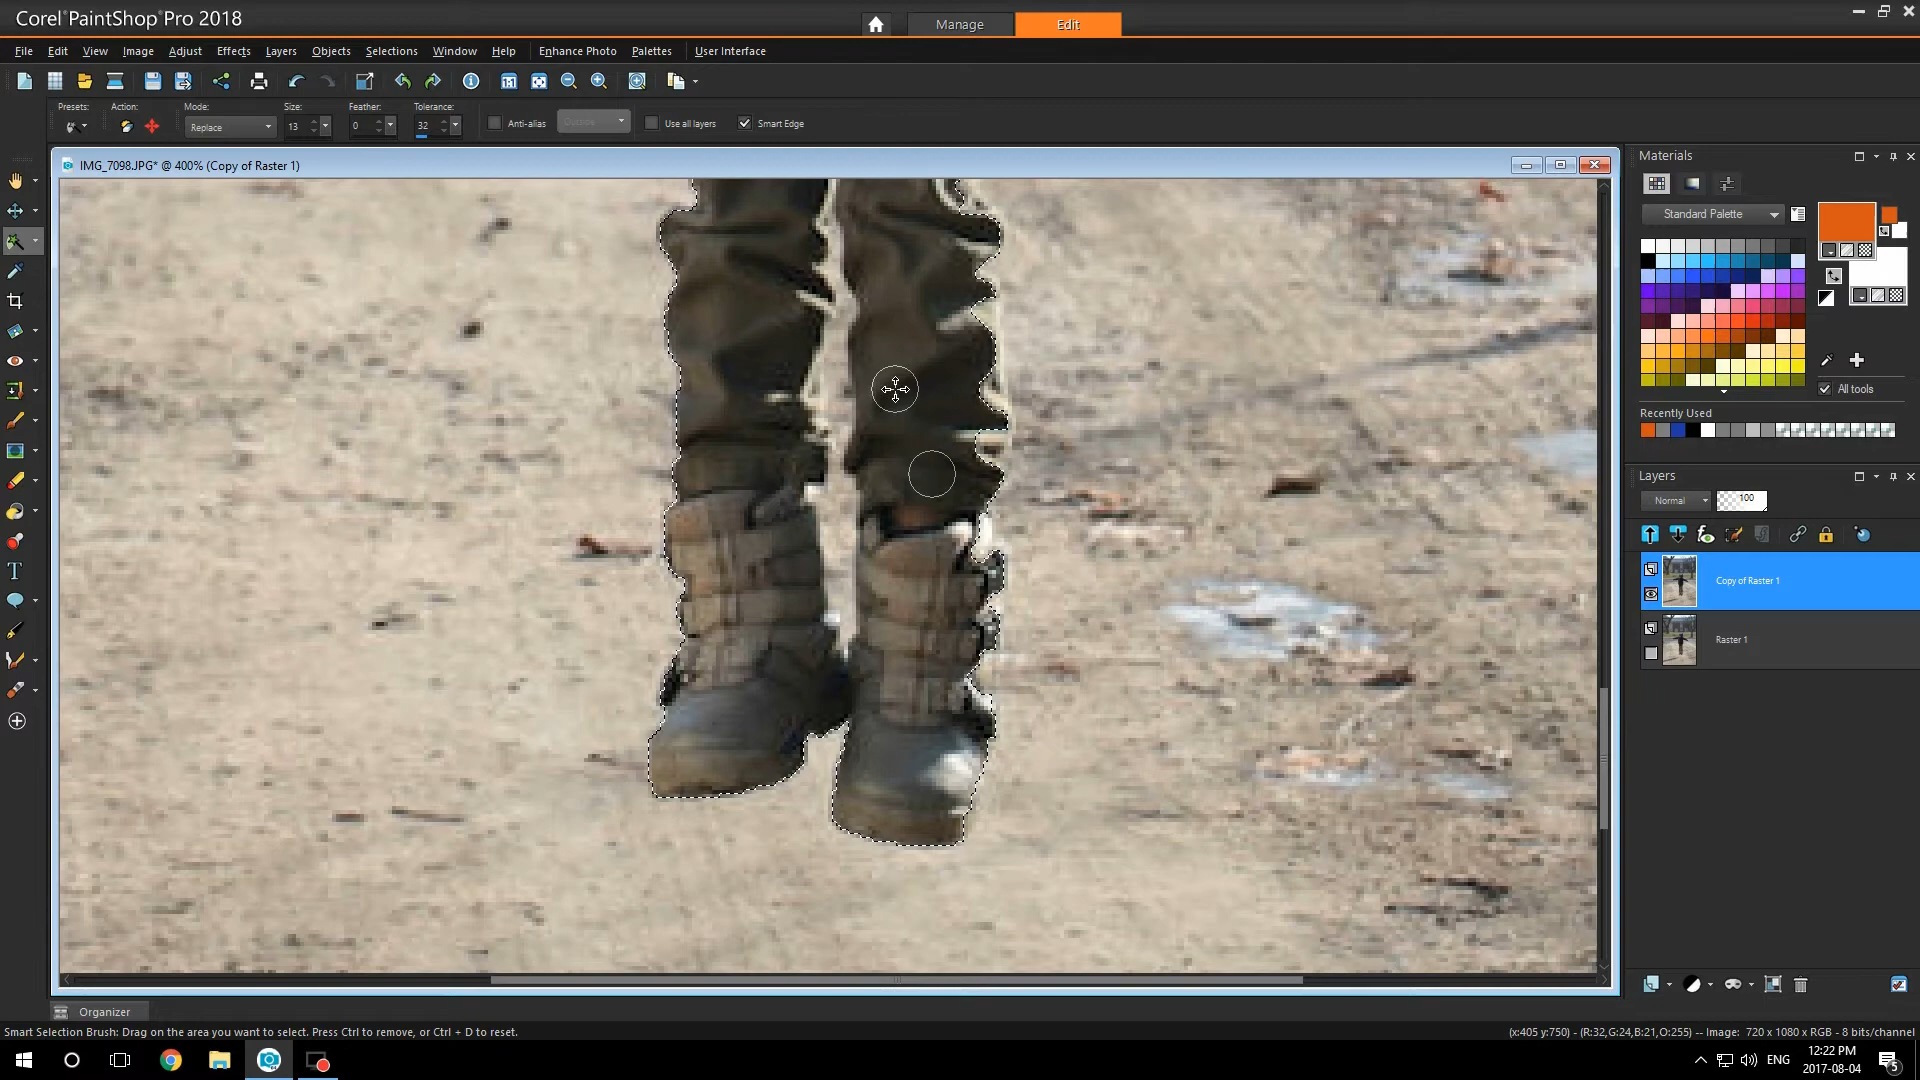 Corel PaintShop Pro 2018
Manage
Edit
File Edit View Image Adjust Effects Layers Objects Selections Window Help Enhance Photo Palettes User Interface
Presets: Action: Mode: Size: Feather: Tolerance:
Replace 13 0 32 Anti-alias Outside Use all layers Smart Edge
IMG_7098.JPG* @ 400% (Copy of Raster 1)
Materials
Standard Palette
All tools
Recently Used
Layers
Normal 100
Copy of Raster 1
Raster 1
Organizer
Smart Selection Brush: Drag on the area you want to select. Press Ctrl to remove, or Ctrl + D to reset.
(x:405 y:750) - (R:32,G:24,B:21,O:255) -- Image: 720 x 1080 x RGB - 8 bits/channel
ENG
12:22 PM
2017-08-04
5